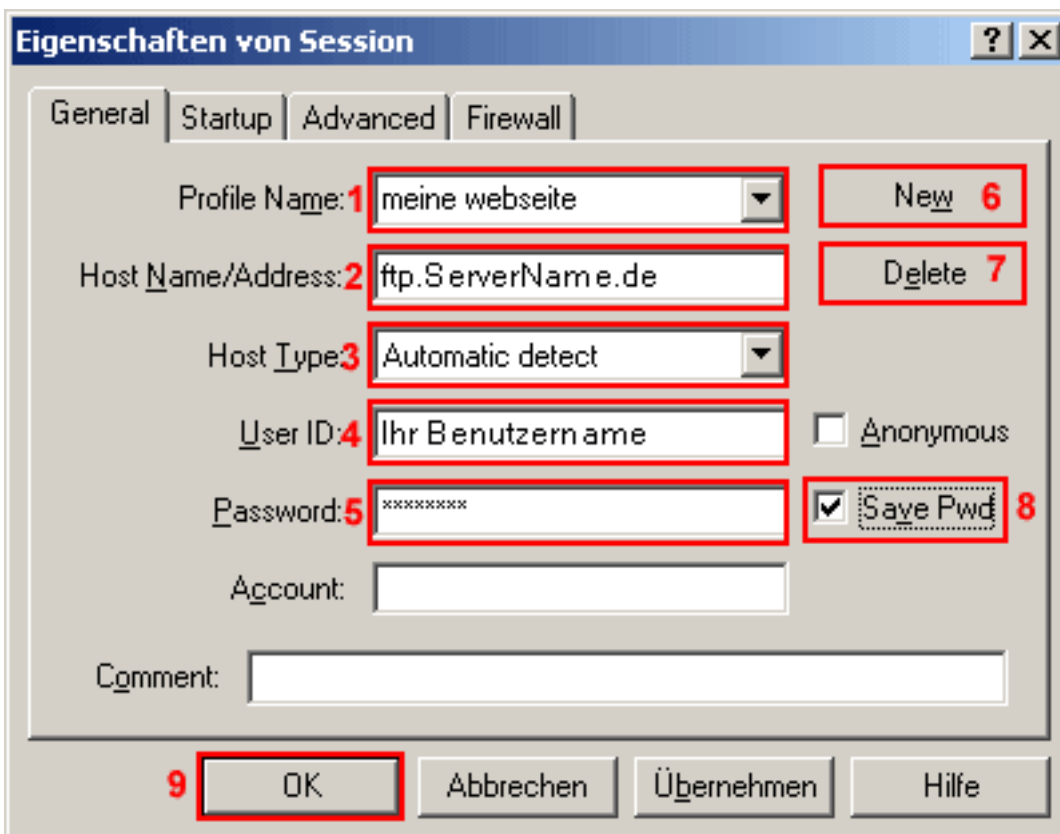 Eigenschaften von Session
General Startup Advanced Firewall
Profile Name: 1 meine webseite New 6
Host Name/Address: 2 ftp.ServerName.de Delete 7
Host Type: 3 Automatic detect
User ID: 4 Ihr Benutzername Anonymous
Password: 5 ******** Save Pwd 8
Account:
Comment:
9 OK Abbrechen Übernehmen Hilfe